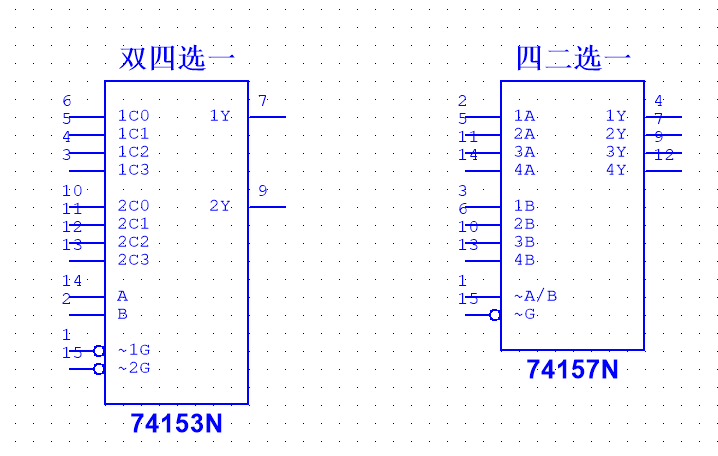 双四选一
6 1C0 1Y 7
5 1C1
4 1C2
3 1C3
10 2C0 2Y 9
11 2C1
12 2C2
13 2C3
14 A
2 B
1 ~1G
15 ~2G
74153N
四二选一
2 1A 1Y 4
5 2A 2Y 7
11 3A 3Y 9
14 4A 4Y 12
3 1B
6 2B
10 3B
13 4B
1 ~A/B
15 ~G
74157N